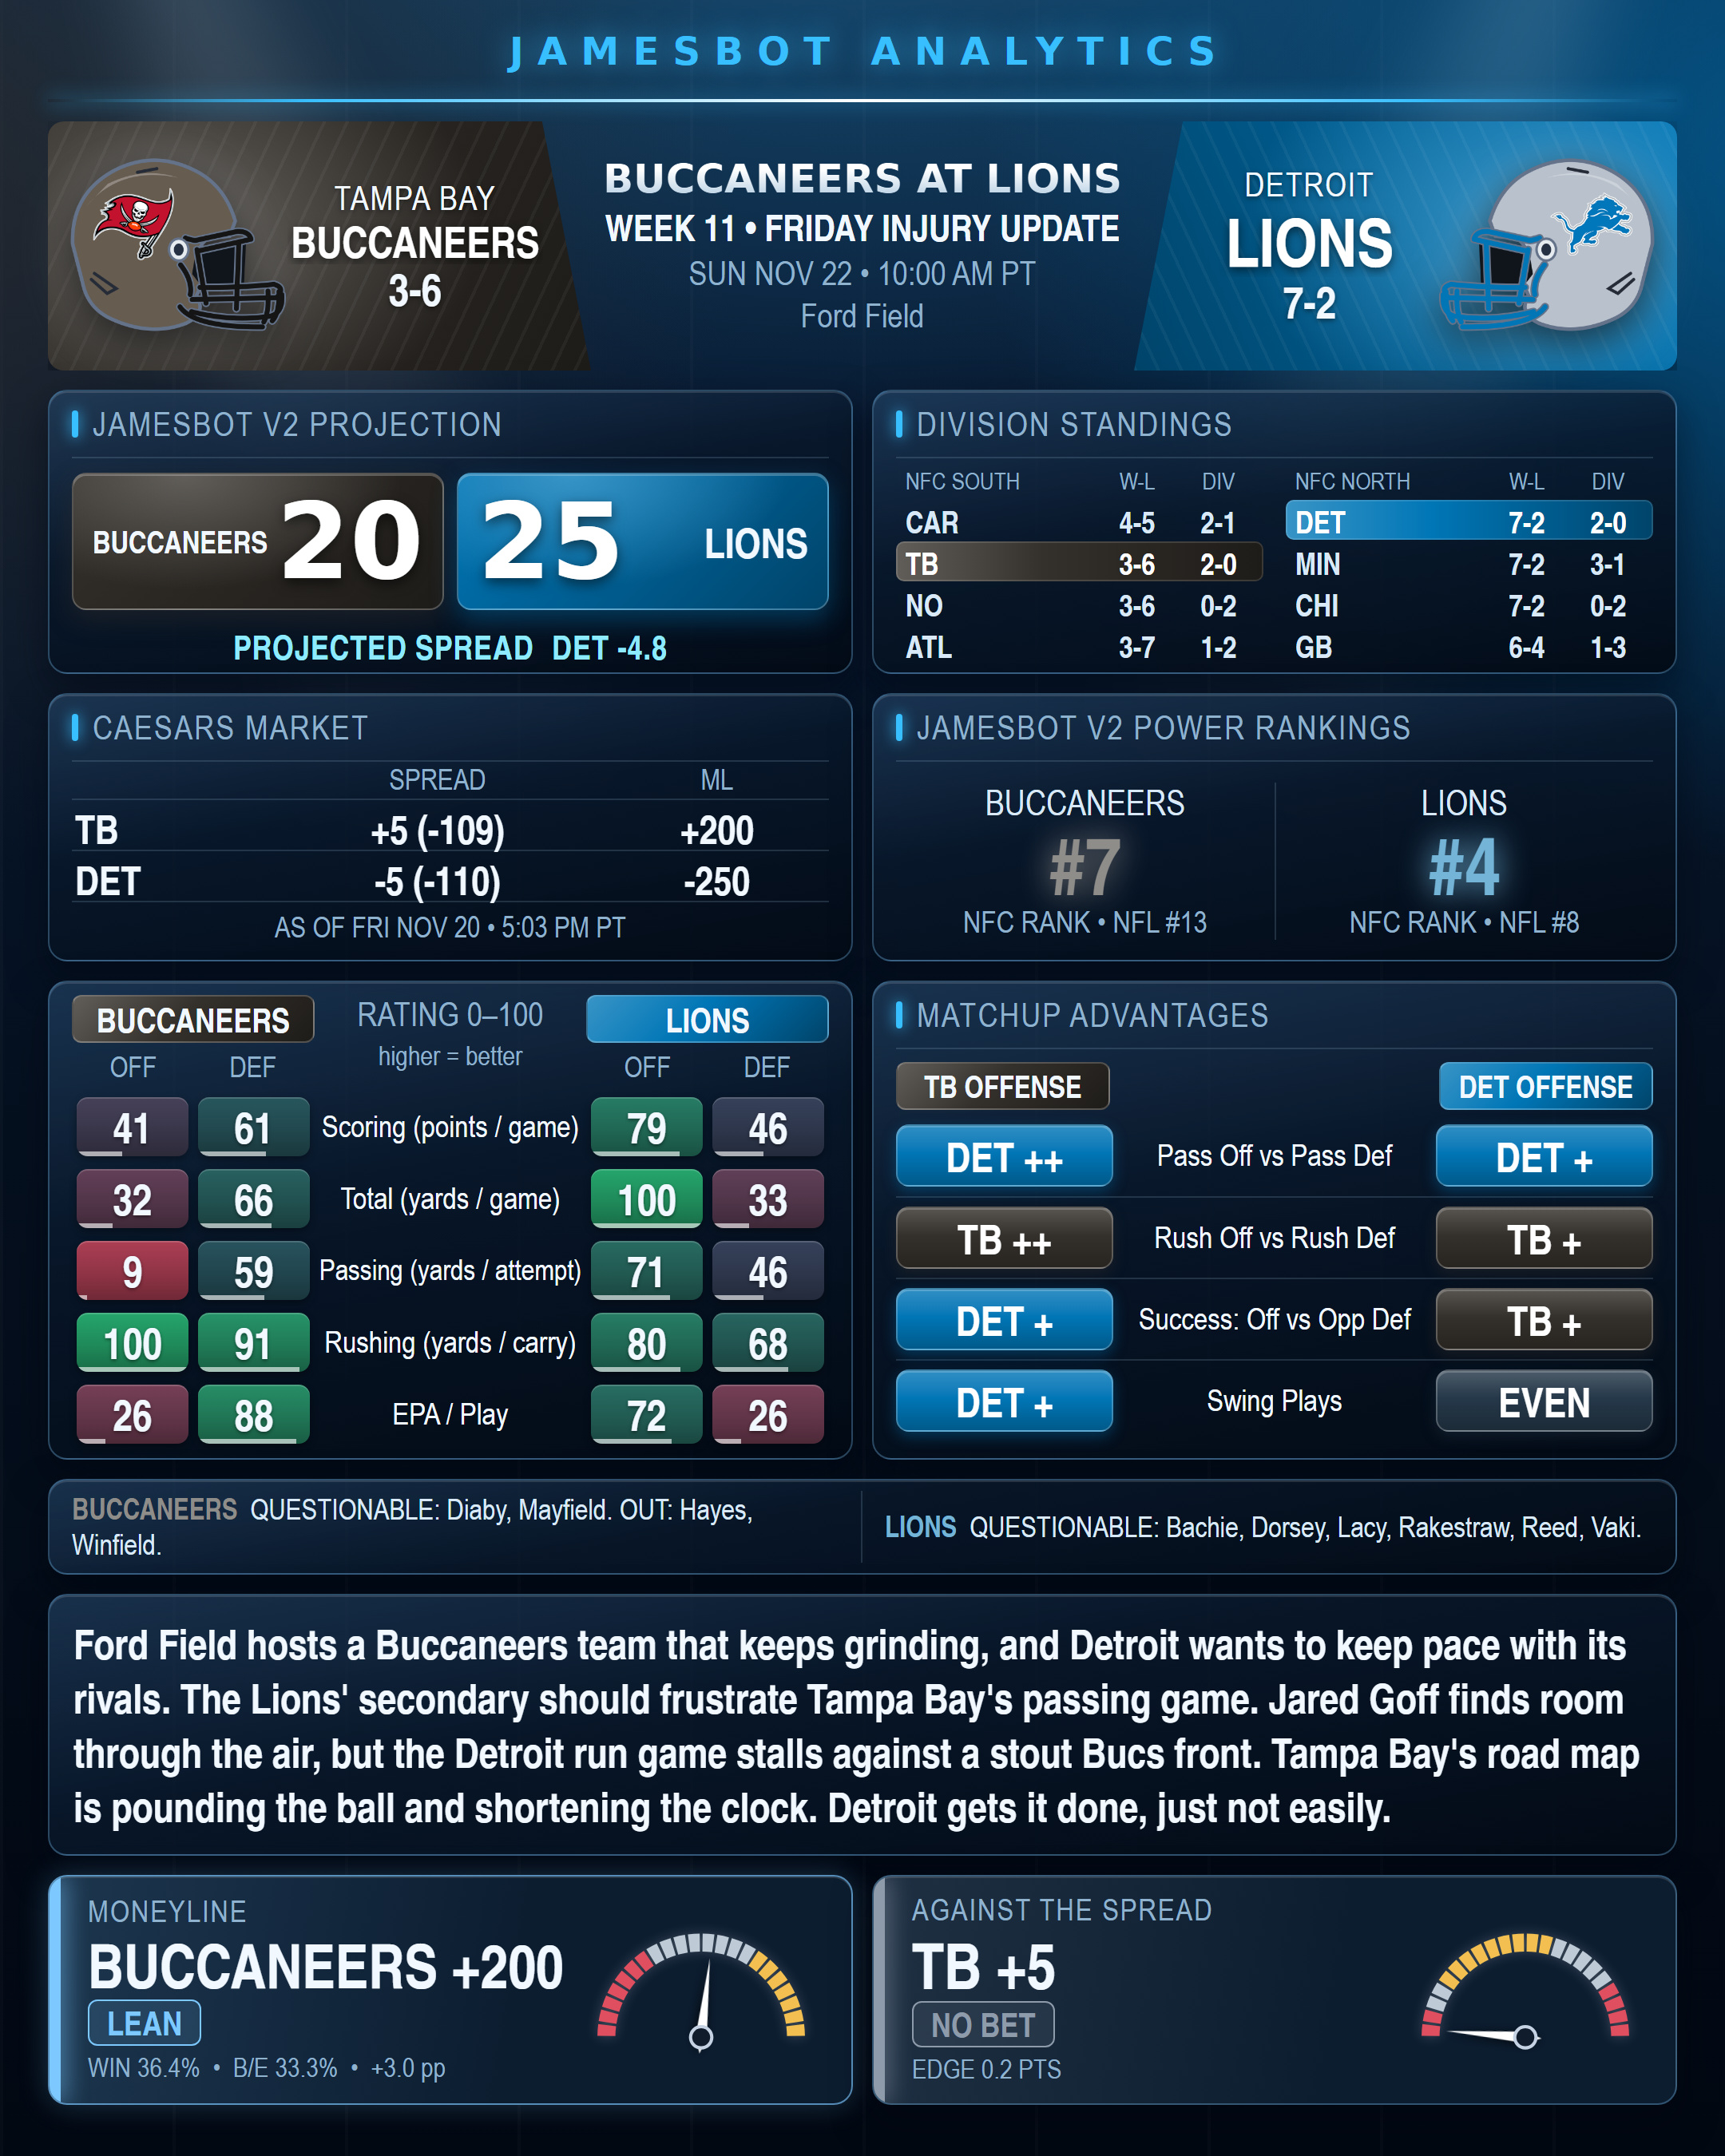 JAMESBOT ANALYTICS
TAMPA BAY
BUCCANEERS
3-6
BUCCANEERS AT LIONS
WEEK 11 • FRIDAY INJURY UPDATE
SUN NOV 22 • 10:00 AM PT
Ford Field
DETROIT
LIONS
7-2
JAMESBOT V2 PROJECTION
BUCCANEERS 20 25 LIONS
PROJECTED SPREAD DET -4.8
DIVISION STANDINGS
NFC SOUTH W-L DIV NFC NORTH W-L DIV
CAR 4-5 2-1 DET 7-2 2-0
TB 3-6 2-0 MIN 7-2 3-1
NO 3-6 0-2 CHI 7-2 0-2
ATL 3-7 1-2 GB 6-4 1-3
CAESARS MARKET
SPREAD ML
TB +5 (-109) +200
DET -5 (-110) -250
AS OF FRI NOV 20 • 5:03 PM PT
JAMESBOT V2 POWER RANKINGS
BUCCANEERS LIONS
#7 #4
NFC RANK • NFL #13 NFC RANK • NFL #8
BUCCANEERS RATING 0–100 LIONS
OFF DEF higher = better OFF DEF
41 61 Scoring (points / game) 79 46
32 66 Total (yards / game) 100 33
9 59 Passing (yards / attempt) 71 46
100 91 Rushing (yards / carry) 80 68
26 88 EPA / Play 72 26
MATCHUP ADVANTAGES
TB OFFENSE DET OFFENSE
DET ++ Pass Off vs Pass Def DET +
TB ++ Rush Off vs Rush Def TB +
DET + Success: Off vs Opp Def TB +
DET + Swing Plays EVEN
BUCCANEERS QUESTIONABLE: Diaby, Mayfield. OUT: Hayes,
Winfield.
LIONS QUESTIONABLE: Bachie, Dorsey, Lacy, Rakestraw, Reed, Vaki.
Ford Field hosts a Buccaneers team that keeps grinding, and Detroit wants to keep pace with its
rivals. The Lions' secondary should frustrate Tampa Bay's passing game. Jared Goff finds room
through the air, but the Detroit run game stalls against a stout Bucs front. Tampa Bay's road map
is pounding the ball and shortening the clock. Detroit gets it done, just not easily.
MONEYLINE
BUCCANEERS +200
LEAN
WIN 36.4% • B/E 33.3% • +3.0 pp
AGAINST THE SPREAD
TB +5
NO BET
EDGE 0.2 PTS